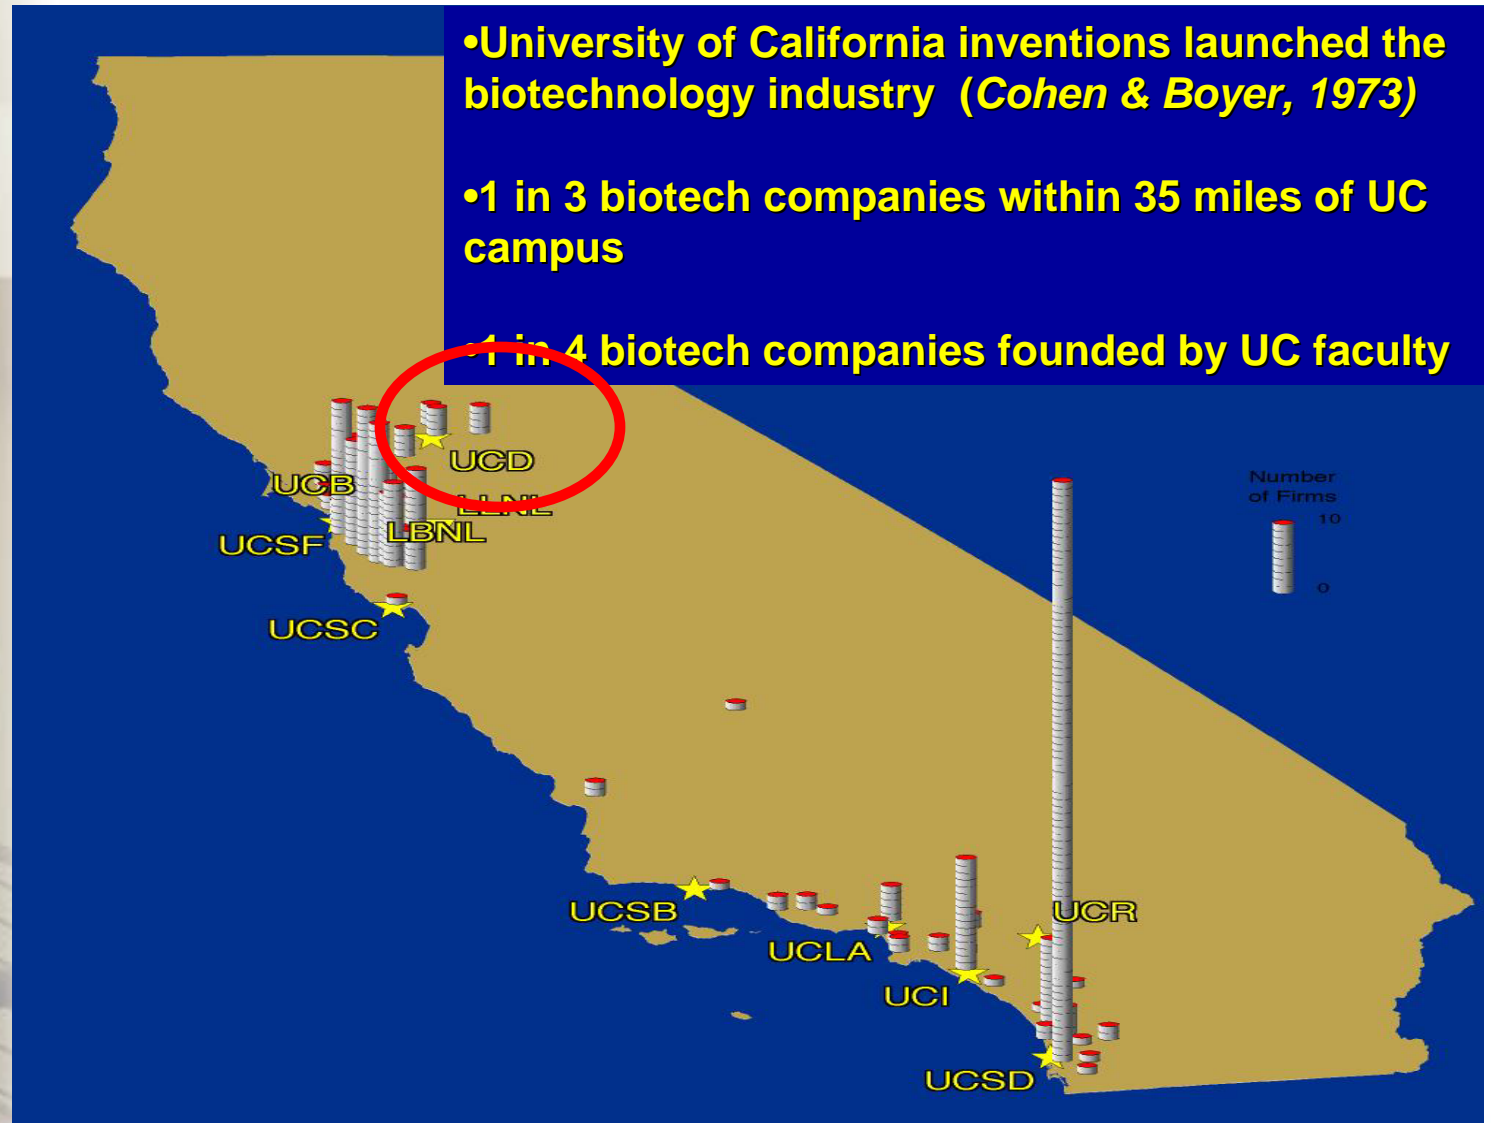 •University of California inventions launched the
biotechnology industry (Cohen & Boyer, 1973)
•1 in 3 biotech companies within 35 miles of UC
campus
•1 in 4 biotech companies founded by UC faculty
UCD
UCB
LLNL
LBNL
UCSF
UCSC
Number
of Firms
10
0
UCSB
UCR
UCLA
UCI
UCSD